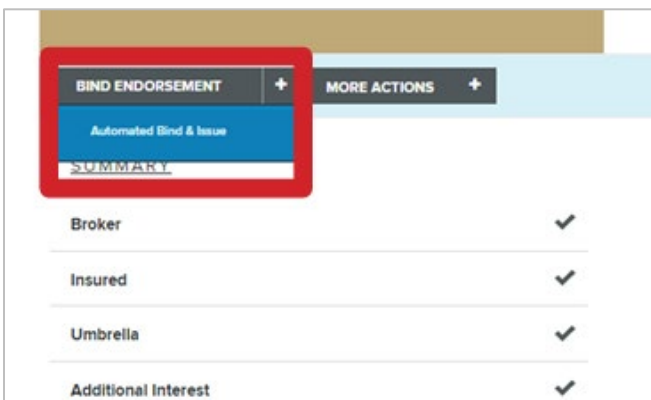 BIND ENDORSEMENT + MORE ACTIONS +
Automated Bind & Issue
SUMMARY
Broker
Insured
Umbrella
Additional Interest